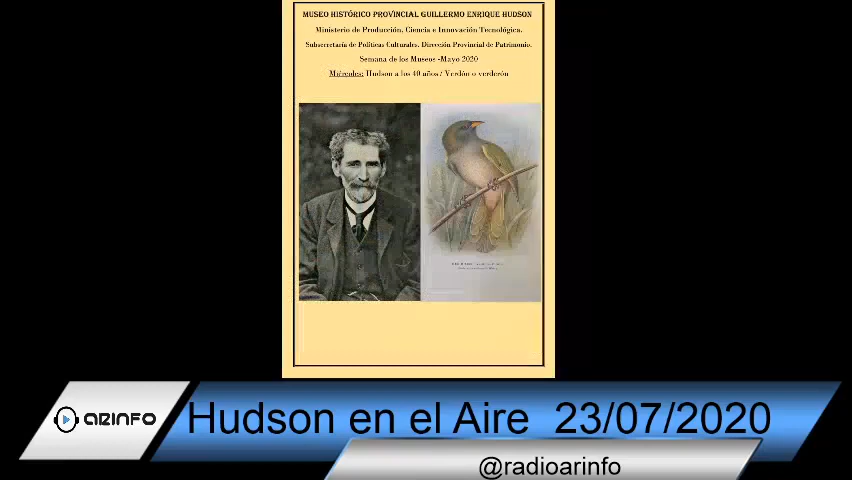 MUSEO HISTÓRICO PROVINCIAL GUILLERMO ENRIQUE HUDSON
Ministerio de Producción, Ciencia e Innovación Tecnológica.
Subsecretaría de Políticas Culturales. Dirección Provincial de Patrimonio.
Semana de los Museos -Mayo 2020
Miércoles: Hudson a los 40 años / Verdón o verderón
ARINFO
Hudson en el Aire 23/07/2020
@radioarinfo